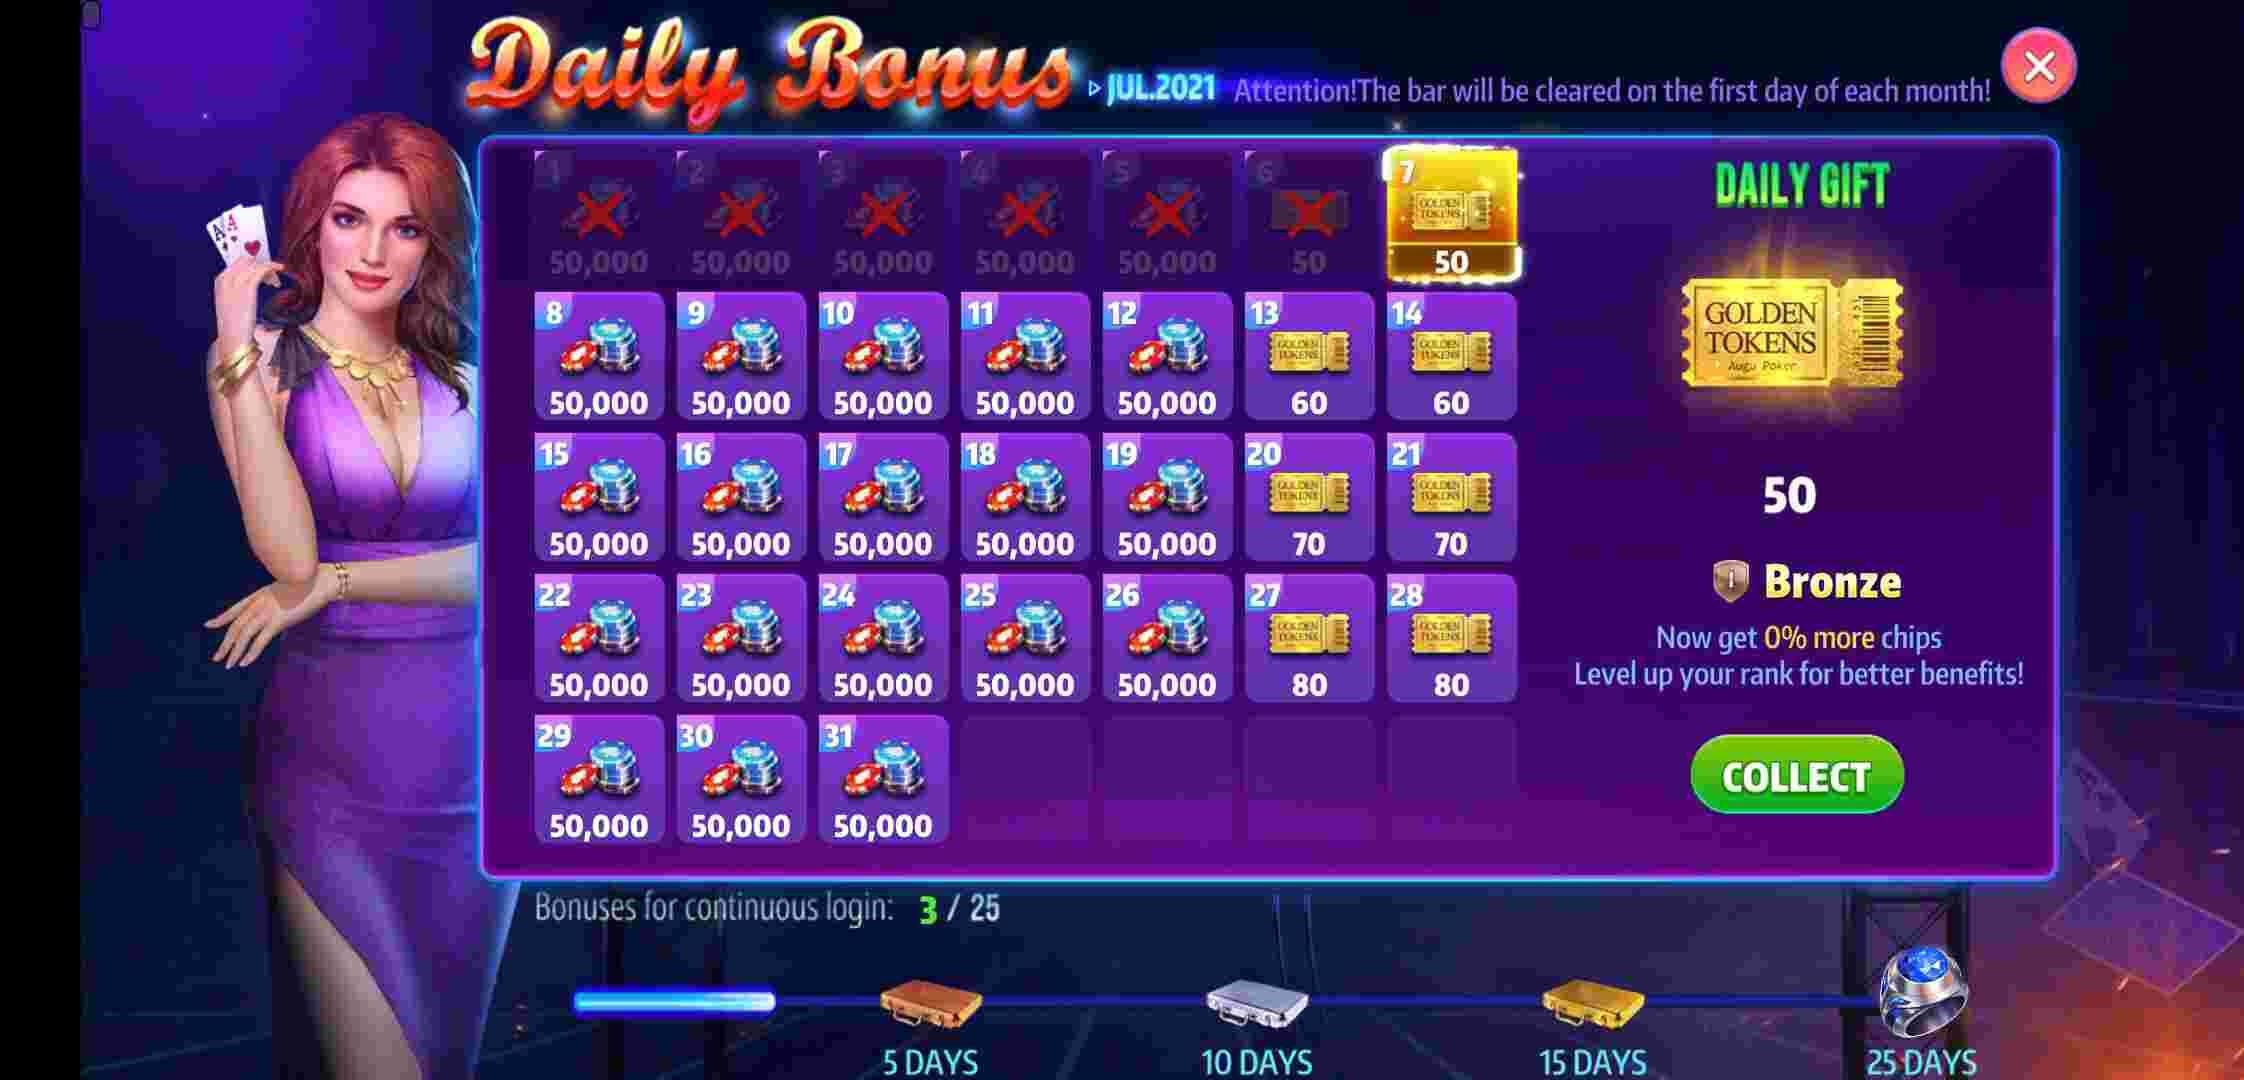 Daily Bonus
JUL.2021
Attention!The bar will be cleared on the first day of each month!
1 2 3 4 5 6 7
50,000 50,000 50,000 50,000 50,000 50 50
8 9 10 11 12 13 14
50,000 50,000 50,000 50,000 50,000 60 60
15 16 17 18 19 20 21
50,000 50,000 50,000 50,000 50,000 70 70
22 23 24 25 26 27 28
50,000 50,000 50,000 50,000 50,000 80 80
29 30 31
50,000 50,000 50,000
DAILY GIFT
GOLDEN
TOKENS
Augu Poker
50
Bronze
Now get 0% more chips
Level up your rank for better benefits!
COLLECT
Bonuses for continuous login: 3 / 25
5 DAYS 10 DAYS 15 DAYS 25 DAYS